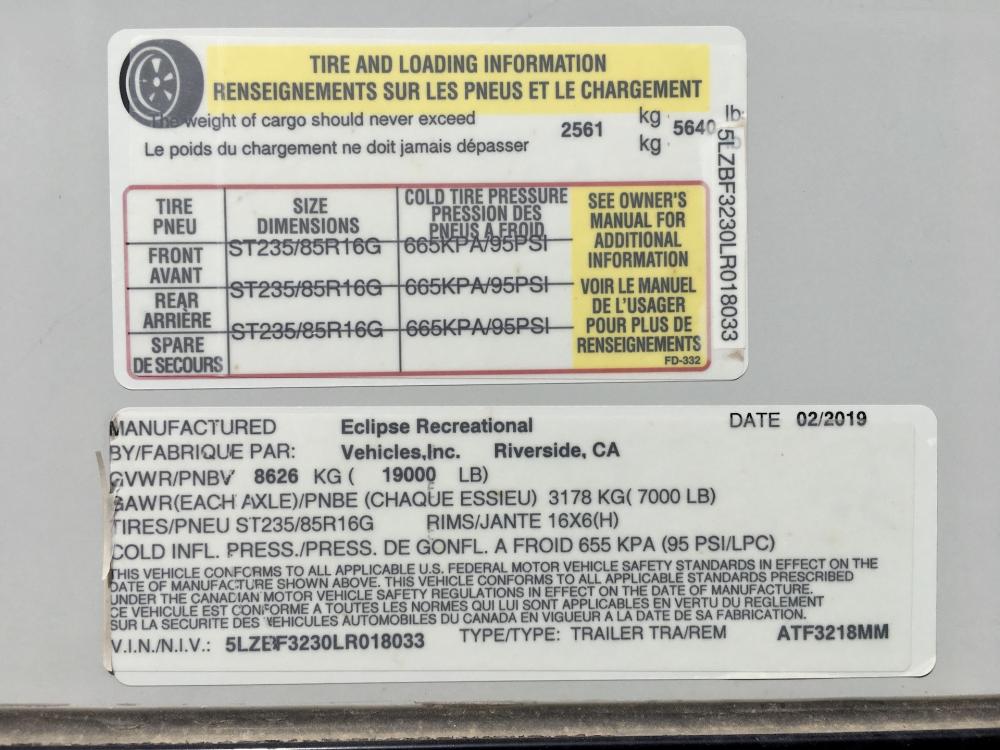 TIRE AND LOADING INFORMATION
RENSEIGNEMENTS SUR LES PNEUS ET LE CHARGEMENT
The weight of cargo should never exceed
Le poids du chargement ne doit jamais dépasser
2561 kg 5640 lb
kg
TIRE PNEU SIZE DIMENSIONS COLD TIRE PRESSURE PRESSION DES PNEUS A FROID
FRONT AVANT ST235/85R16G 665KPA/95PSI
REAR ARRIÈRE ST235/85R16G 665KPA/95PSI
SPARE DE SECOURS ST235/85R16G 665KPA/95PSI
SEE OWNER'S
MANUAL FOR
ADDITIONAL
INFORMATION
VOIR LE MANUEL
DE L'USAGER
POUR PLUS DE
RENSEIGNEMENTS
FD-332
5LZBF3230LR018033
MANUFACTURED Eclipse Recreational DATE 02/2019
BY/FABRIQUE PAR: Vehicles,Inc. Riverside, CA
GVWR/PNBV 8626 KG ( 19000 LB)
GAWR(EACH AXLE)/PNBE (CHAQUE ESSIEU) 3178 KG( 7000 LB)
TIRES/PNEU ST235/85R16G RIMS/JANTE 16X6(H)
COLD INFL. PRESS./PRESS. DE GONFL. A FROID 655 KPA (95 PSI/LPC)
THIS VEHICLE CONFORMS TO ALL APPLICABLE U.S. FEDERAL MOTOR VEHICLE SAFETY STANDARDS IN EFFECT ON THE
DATE OF MANUFACTURE SHOWN ABOVE. THIS VEHICLE CONFORMS TO ALL APPLICABLE STANDARDS PRESCRIBED
UNDER THE CANADIAN MOTOR VEHICLE SAFETY REGULATIONS IN EFFECT ON THE DATE OF MANUFACTURE.
CE VEHICULE EST CONFORME A TOUTES LES NORMES QUI LUI SONT APPLICABLES EN VERTU DU REGLEMENT
SUR LA SECURITE DES VEHICULES AUTOMOBILES DU CANADA EN VIGUEUR A LA DATE DE SA FABRICATION.
V.I.N./N.I.V.: 5LZBF3230LR018033 TYPE/TYPE: TRAILER TRA/REM ATF3218MM